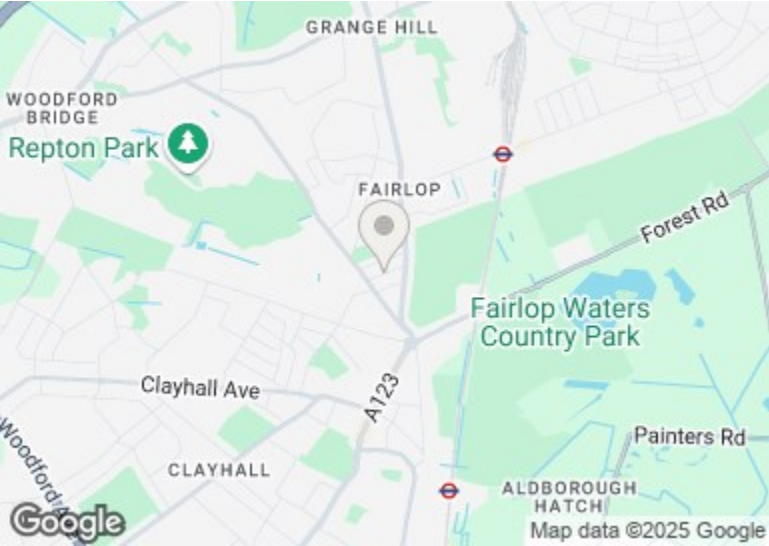 GRANGE HILL
WOODFORD
BRIDGE
Repton Park
FAIRLOP
Forest Rd
Fairlop Waters
Country Park
Clayhall Ave
A123
Woodford Ave
Painters Rd
CLAYHALL
ALDBOROUGH
HATCH
Google
Map data ©2025 Google